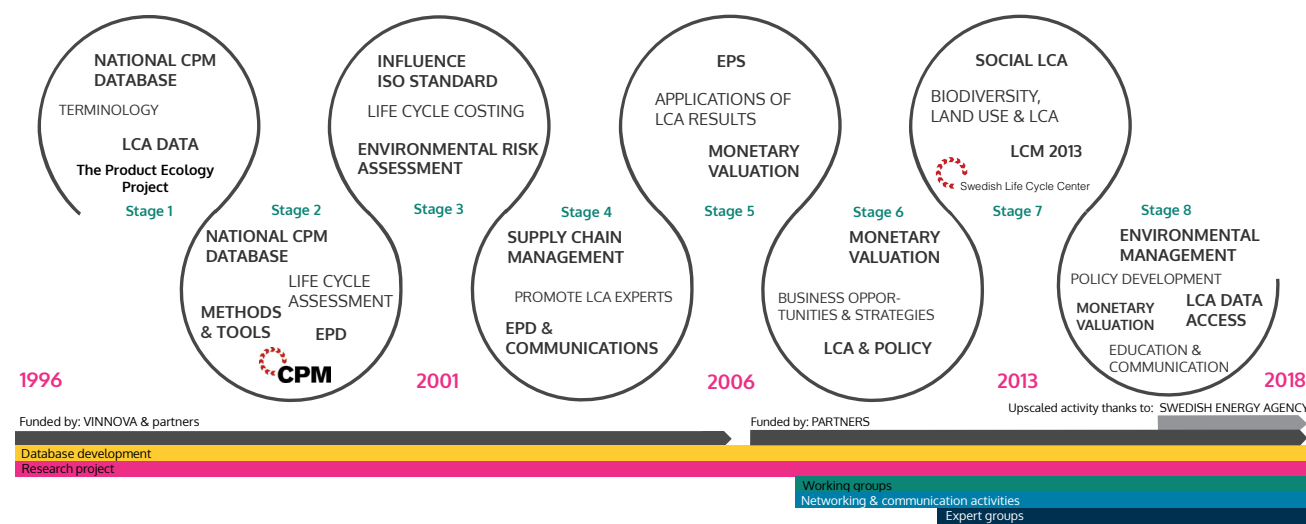 NATIONAL CPM
DATABASE
TERMINOLOGY
LCA DATA
The Product Ecology
Project
Stage 1
Stage 2
NATIONAL CPM
DATABASE
LIFE CYCLE
ASSESSMENT
METHODS
& TOOLS
EPD
CPM
INFLUENCE
ISO STANDARD
LIFE CYCLE COSTING
ENVIRONMENTAL RISK
ASSESSMENT
Stage 3
Stage 4
SUPPLY CHAIN
MANAGEMENT
PROMOTE LCA EXPERTS
EPD &
COMMUNICATIONS
EPS
APPLICATIONS OF
LCA RESULTS
MONETARY
VALUATION
Stage 5
Stage 6
MONETARY
VALUATION
BUSINESS OPPOR-
TUNITIES & STRATEGIES
LCA & POLICY
SOCIAL LCA
BIODIVERSITY,
LAND USE & LCA
LCM 2013
Swedish Life Cycle Center
Stage 7
Stage 8
ENVIRONMENTAL
MANAGEMENT
POLICY DEVELOPMENT
MONETARY
VALUATION
LCA DATA
ACCESS
EDUCATION &
COMMUNICATION
1996
2001
2006
2013
2018
Upscaled activity thanks to: SWEDISH ENERGY AGENCY
Funded by: VINNOVA & partners
Funded by: PARTNERS
Database development
Research project
Working groups
Networking & communication activities
Expert groups